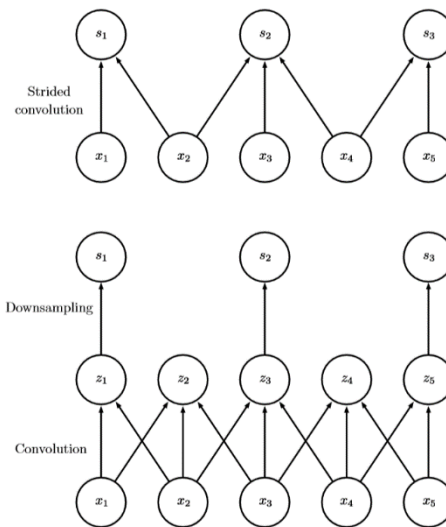 s₁ s₂ s₃
Strided
convolution
x₁ x₂ x₃ x₄ x₅
s₁ s₂ s₃
Downsampling
z₁ z₂ z₃ z₄ z₅
Convolution
x₁ x₂ x₃ x₄ x₅